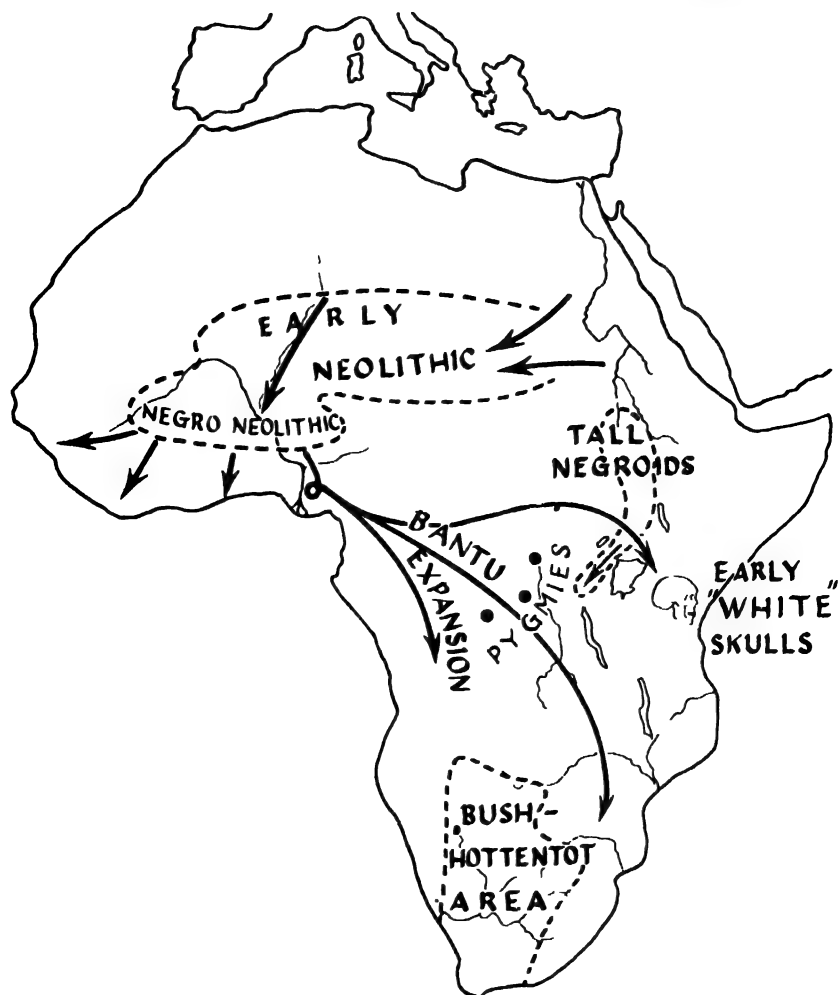 EARLY
NEOLITHIC
NEGRO NEOLITHIC
TALL
NEGROIDS
BANTU
EXPANSION
PYGMIES
EARLY
"WHITE"
SKULLS
BUSH-
HOTTENTOT
AREA